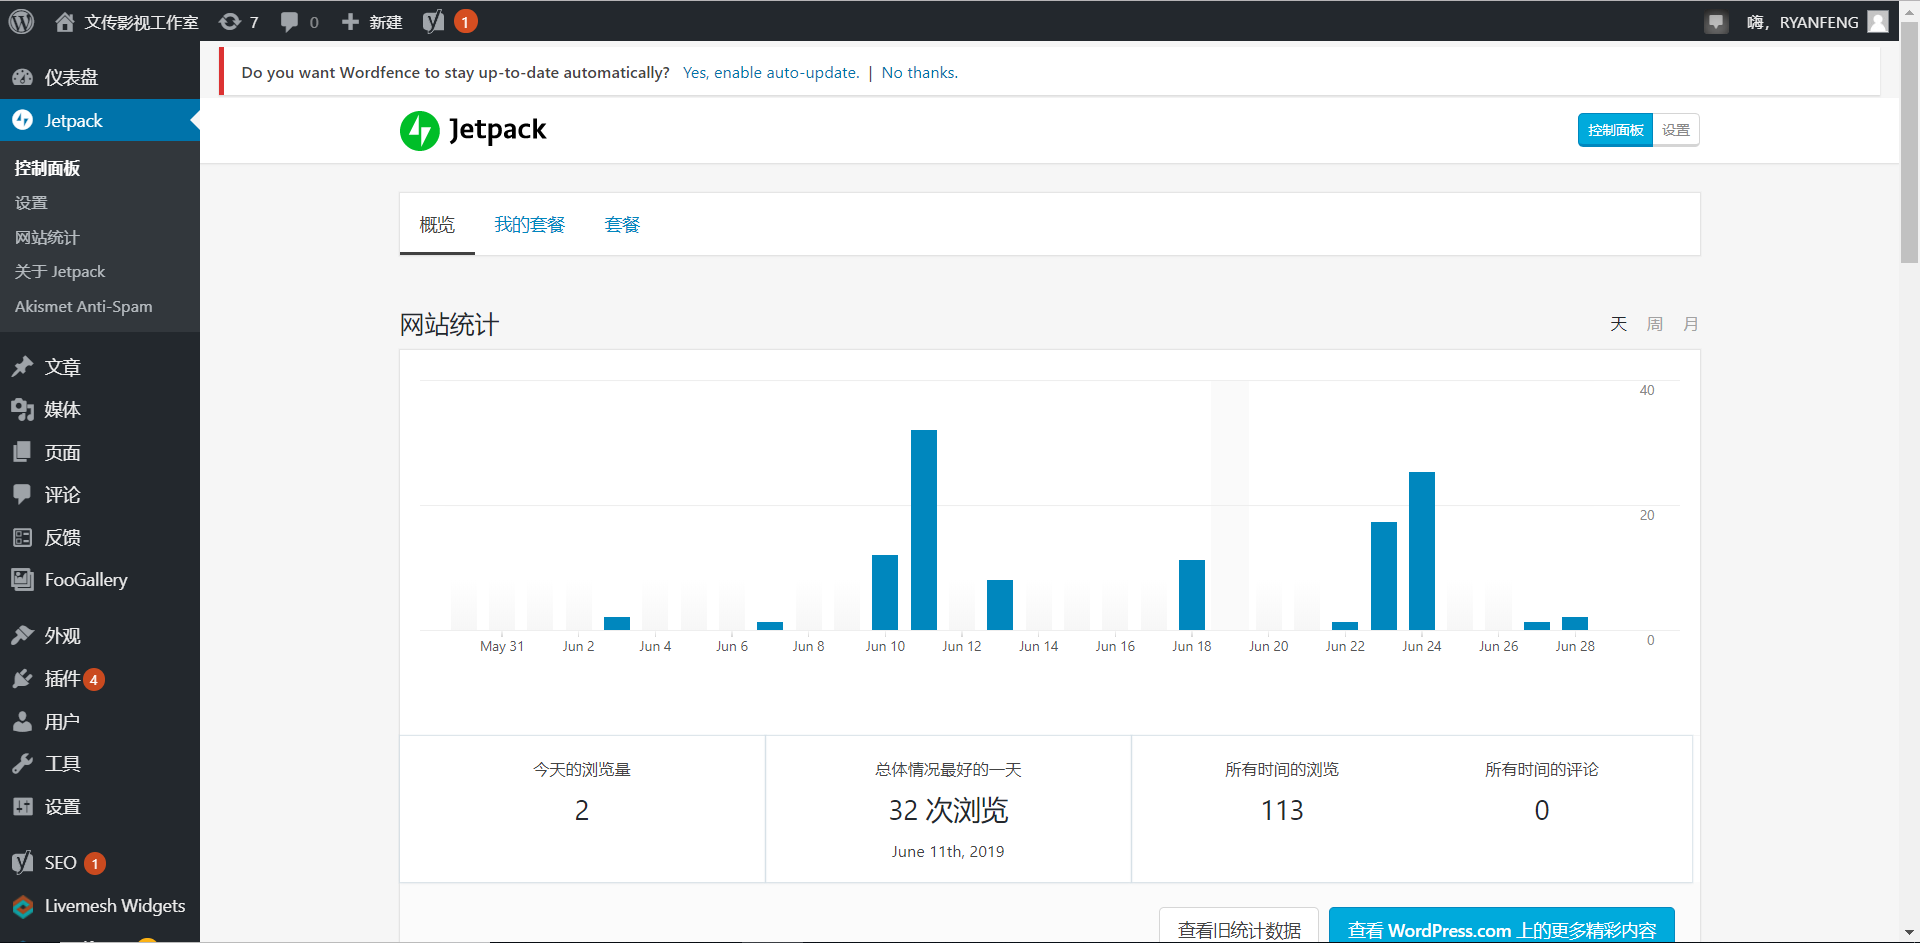 文传影视工作室 7 0 新建 1 嗨，RYANFENG
Do you want Wordfence to stay up-to-date automatically? Yes, enable auto-update. | No thanks.
仪表盘
Jetpack
控制面板
设置
网站统计
关于 Jetpack
Akismet Anti-Spam
文章
媒体
页面
评论
反馈
FooGallery
外观
插件 4
用户
工具
设置
SEO 1
Livemesh Widgets
Jetpack
控制面板 设置
概览 我的套餐 套餐
网站统计 天 周 月
40
20
0
May 31 Jun 2 Jun 4 Jun 6 Jun 8 Jun 10 Jun 12 Jun 14 Jun 16 Jun 18 Jun 20 Jun 22 Jun 24 Jun 26 Jun 28
今天的浏览量
2
总体情况最好的一天
32 次浏览
June 11th, 2019
所有时间的浏览
113
所有时间的评论
0
查看旧统计数据 查看 WordPress.com 上的更多精彩内容